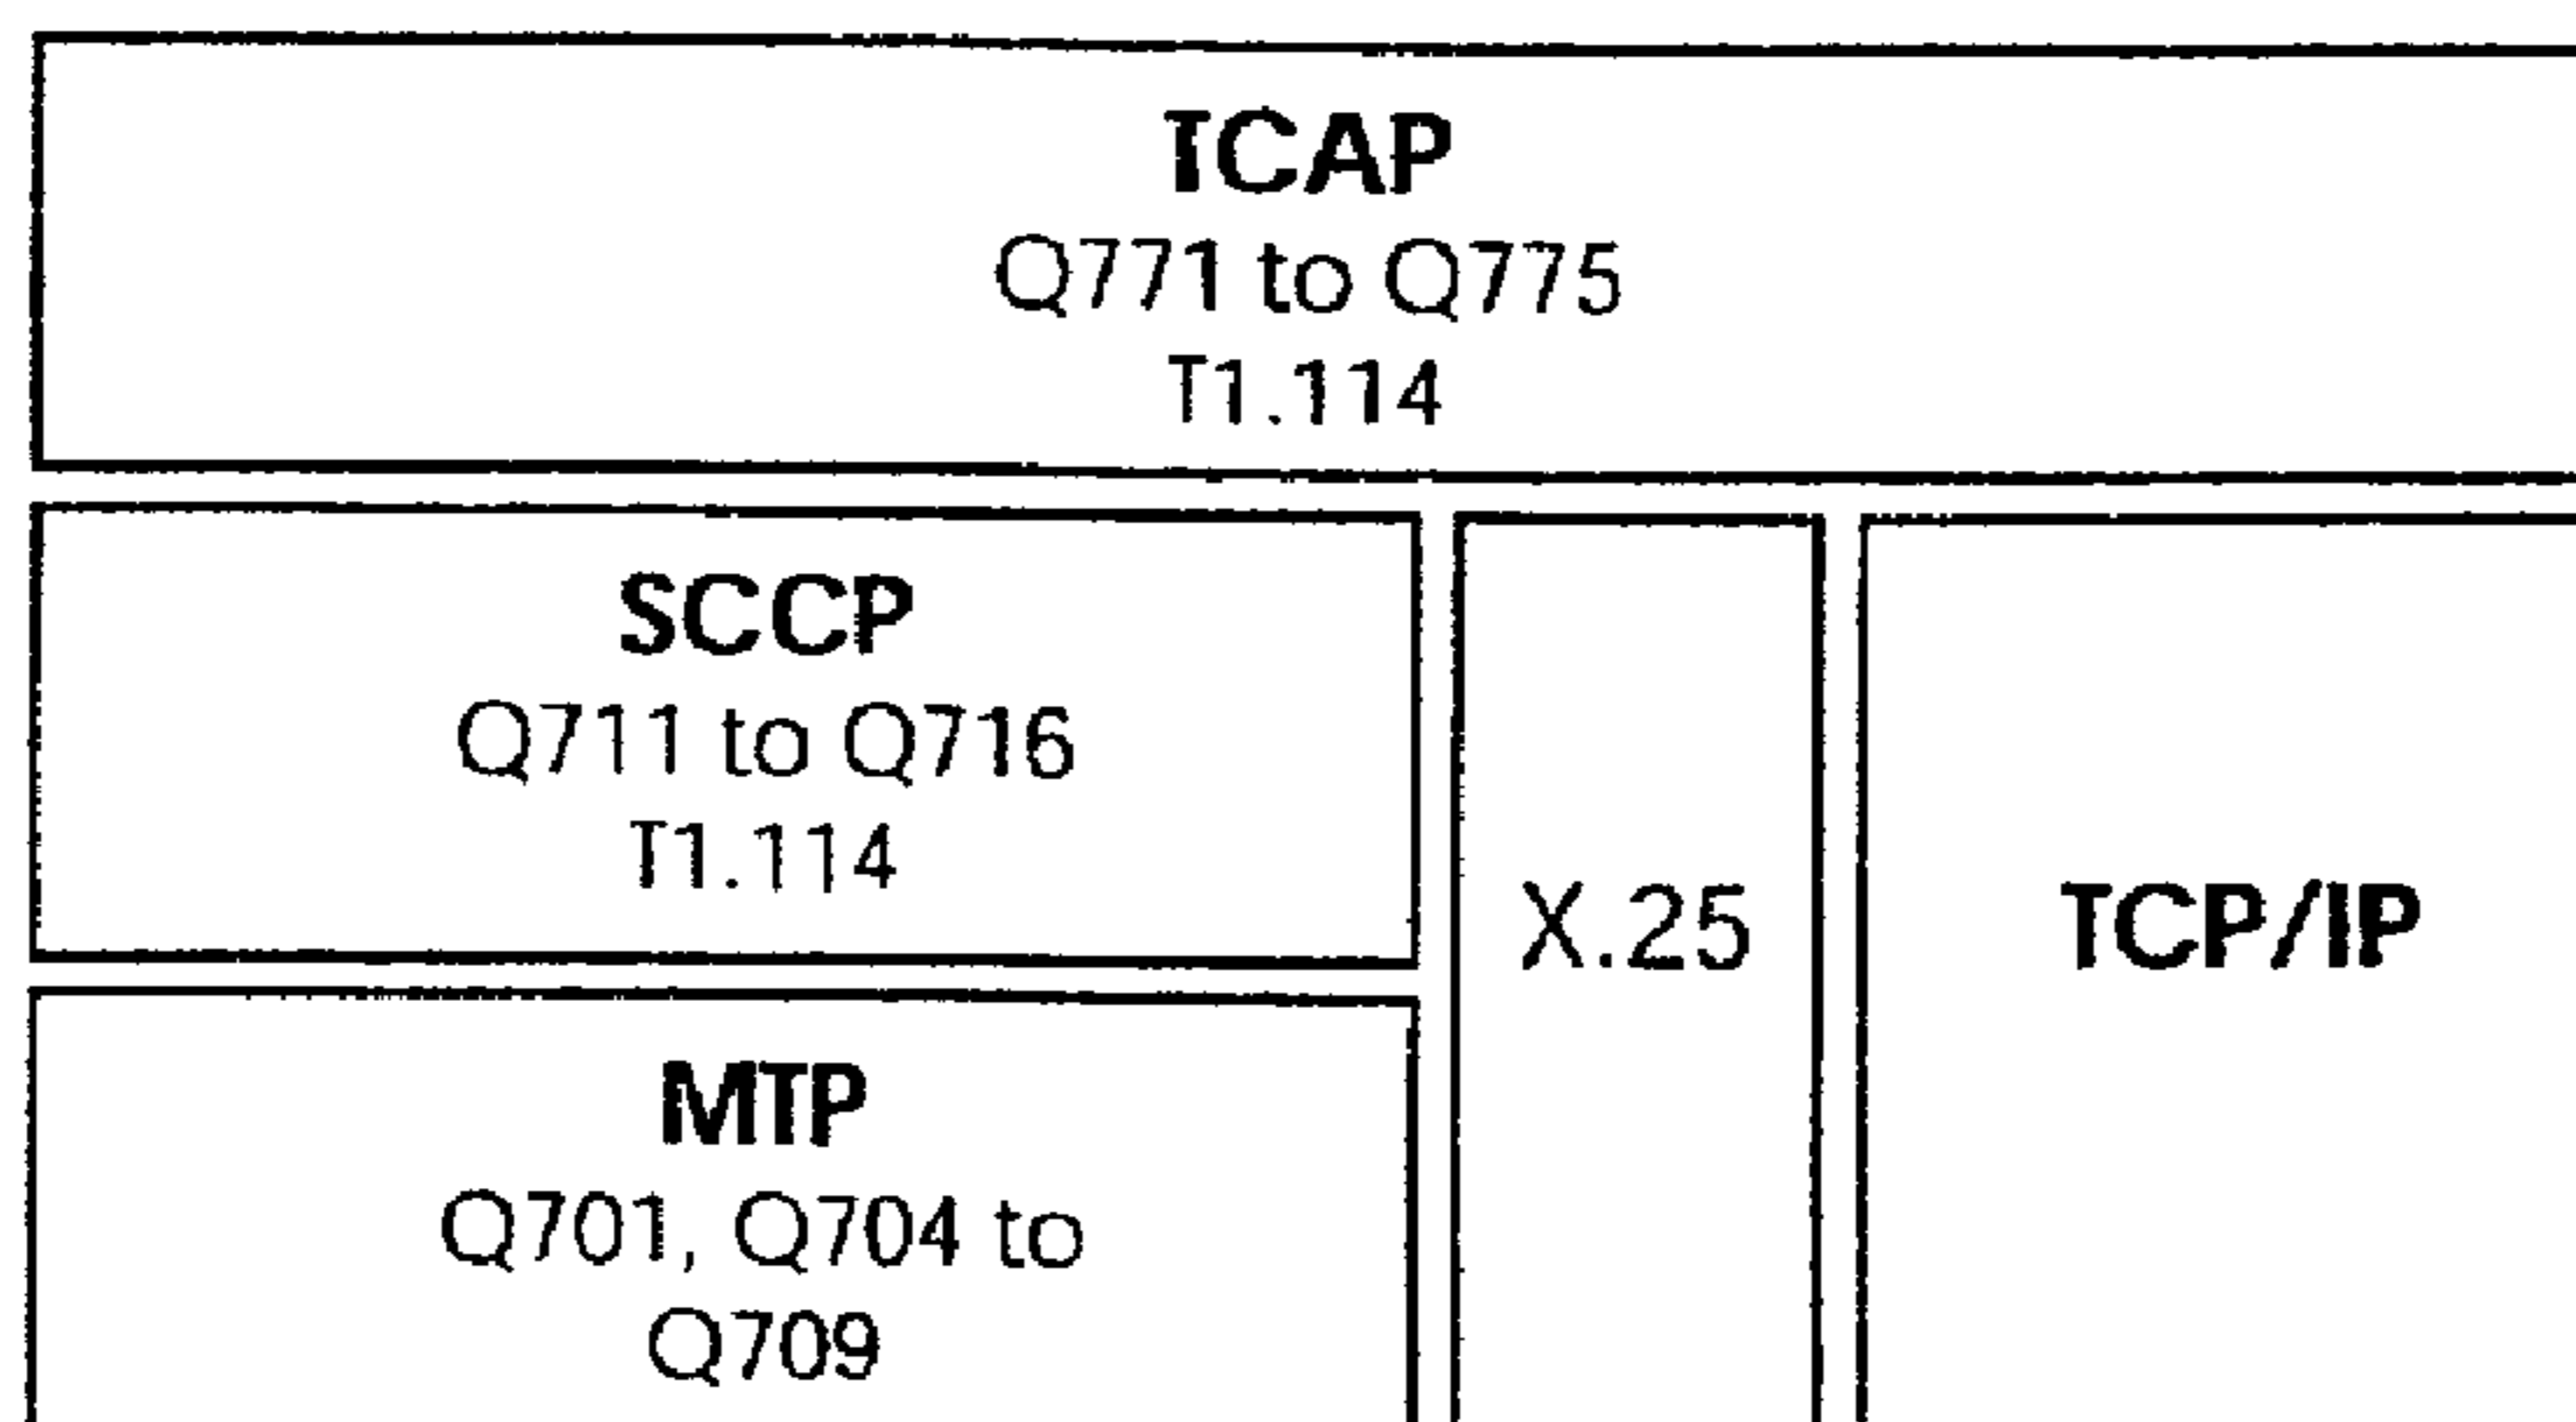 TCAP
Q771 to Q775
T1.114
SCCP
Q711 to Q716
T1.114
X.25
TCP/IP
MTP
Q701, Q704 to
Q709